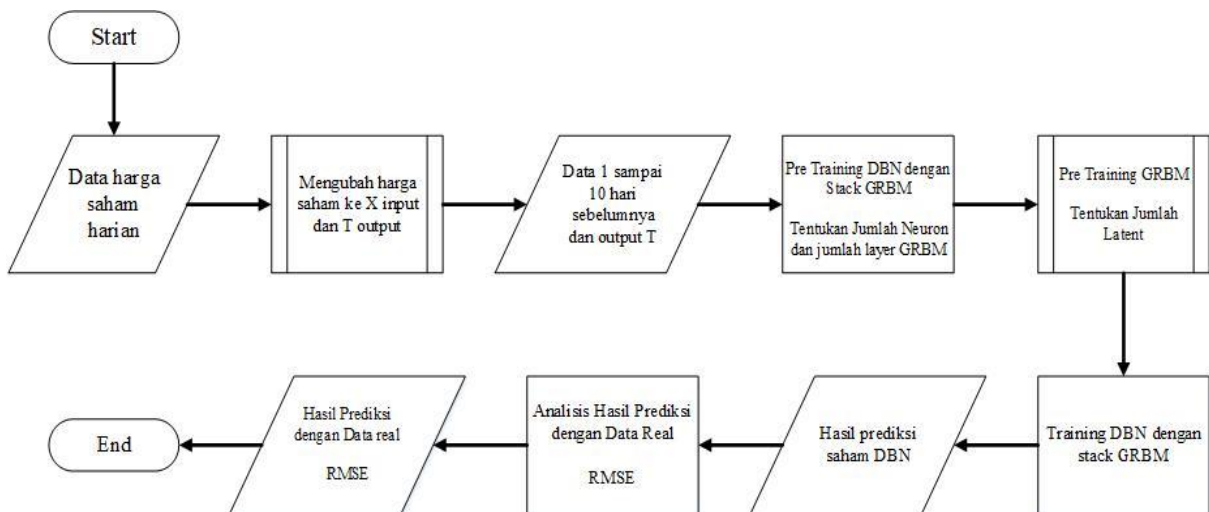 Start
Data harga
saham
harian
Mengubah harga
saham ke X input
dan T output
Data 1 sampai
10 hari
sebelumnya
dan output T
Pre Training DBN dengan
Stack GRBM
Tentukan Jumlah Neuron
dan jumlah layer GRBM
Pre Training GRBM
Tentukan Jumlah
Latent
Training DBN dengan
stack GRBM
Hasil prediksi
saham DBN
Analisis Hasil Prediksi
dengan Data Real
RMSE
Hasil Prediksi
dengan Data real
RMSE
End